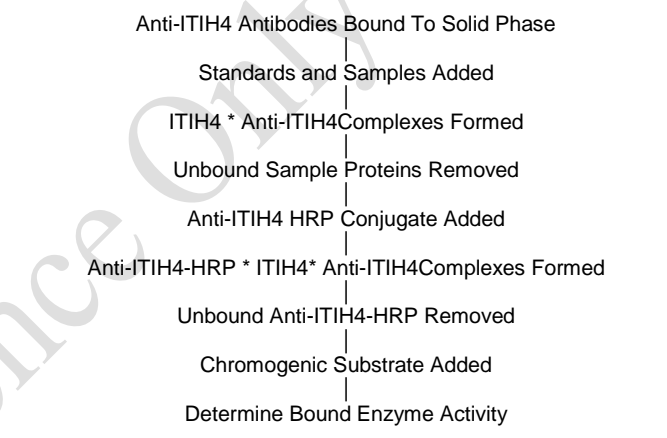 Anti-ITIH4 Antibodies Bound To Solid Phase
Standards and Samples Added
ITIH4 * Anti-ITIH4Complexes Formed
Unbound Sample Proteins Removed
Anti-ITIH4 HRP Conjugate Added
Anti-ITIH4-HRP * ITIH4* Anti-ITIH4Complexes Formed
Unbound Anti-ITIH4-HRP Removed
Chromogenic Substrate Added
Determine Bound Enzyme Activity
Only